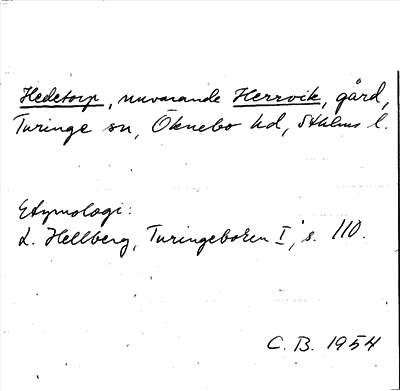 Hedetorp, nuvarande Herrvik, gård,
Turinge sn, Öknebo hd, Sthlms l.
Etymologi:
L. Hellberg, Turingeboken I, s. 110.
C. B. 1954